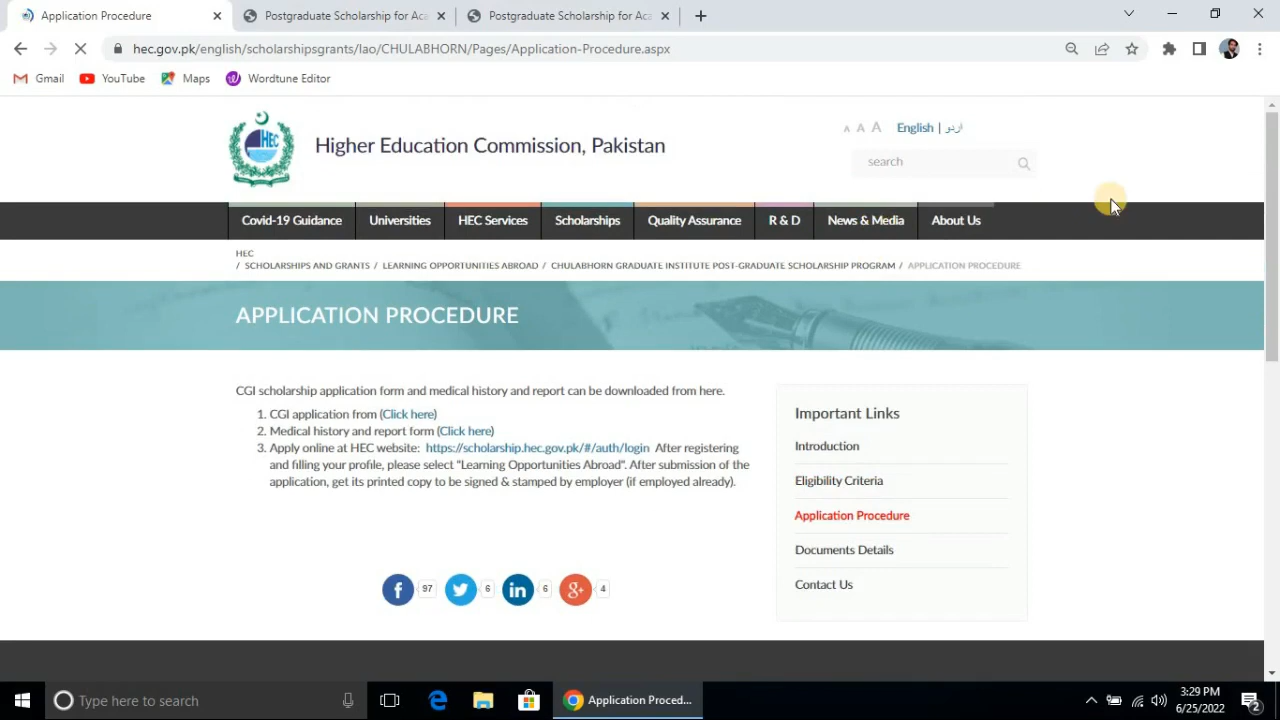 Application Procedure
Postgraduate Scholarship for Aca
Postgraduate Scholarship for Aca
hec.gov.pk/english/scholarshipsgrants/lao/CHULABHORN/Pages/Application-Procedure.aspx
Gmail
YouTube
Maps
Wordtune Editor
HEC
Higher Education Commission, Pakistan
A A A
English | اردو
search
Covid-19 Guidance
Universities
HEC Services
Scholarships
Quality Assurance
R & D
News & Media
About Us
HEC
/ SCHOLARSHIPS AND GRANTS / LEARNING OPPORTUNITIES ABROAD / CHULABHORN GRADUATE INSTITUTE POST-GRADUATE SCHOLARSHIP PROGRAM / APPLICATION PROCEDURE
APPLICATION PROCEDURE
CGI scholarship application form and medical history and report can be downloaded from here.
1. CGI application from (Click here)
2. Medical history and report form (Click here)
3. Apply online at HEC website: https://scholarship.hec.gov.pk/#/auth/login After registering
and filling your profile, please select "Learning Opportunities Abroad". After submission of the
application, get its printed copy to be signed & stamped by employer (if employed already).
Important Links
Introduction
Eligibility Criteria
Application Procedure
Documents Details
Contact Us
f 97
6
in 6
g+ 4
Type here to search
Application Proced...
3:29 PM
6/25/2022
2